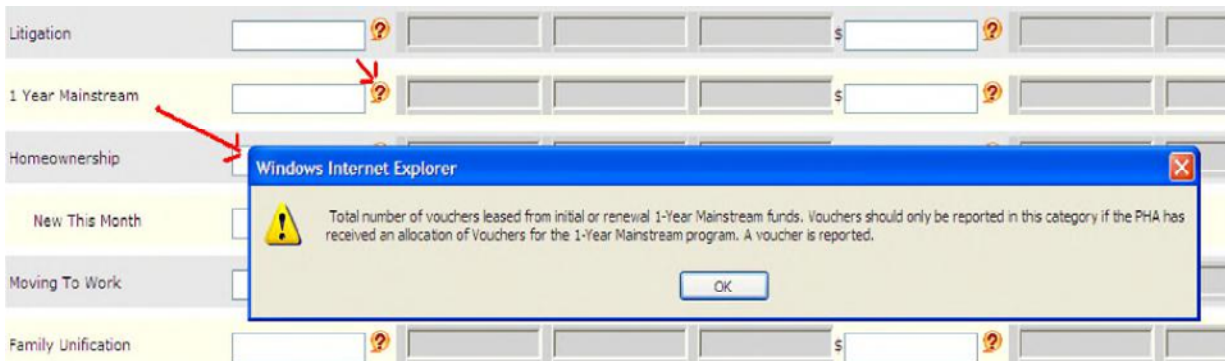 Litigation ? $ ?
1 Year Mainstream ? $ ?
Homeownership
Windows Internet Explorer
New This Month
Total number of vouchers leased from initial or renewal 1-Year Mainstream funds. Vouchers should only be reported in this category if the PHA has
received an allocation of Vouchers for the 1-Year Mainstream program. A voucher is reported.
Moving To Work
OK
Family Unification ? $ ?